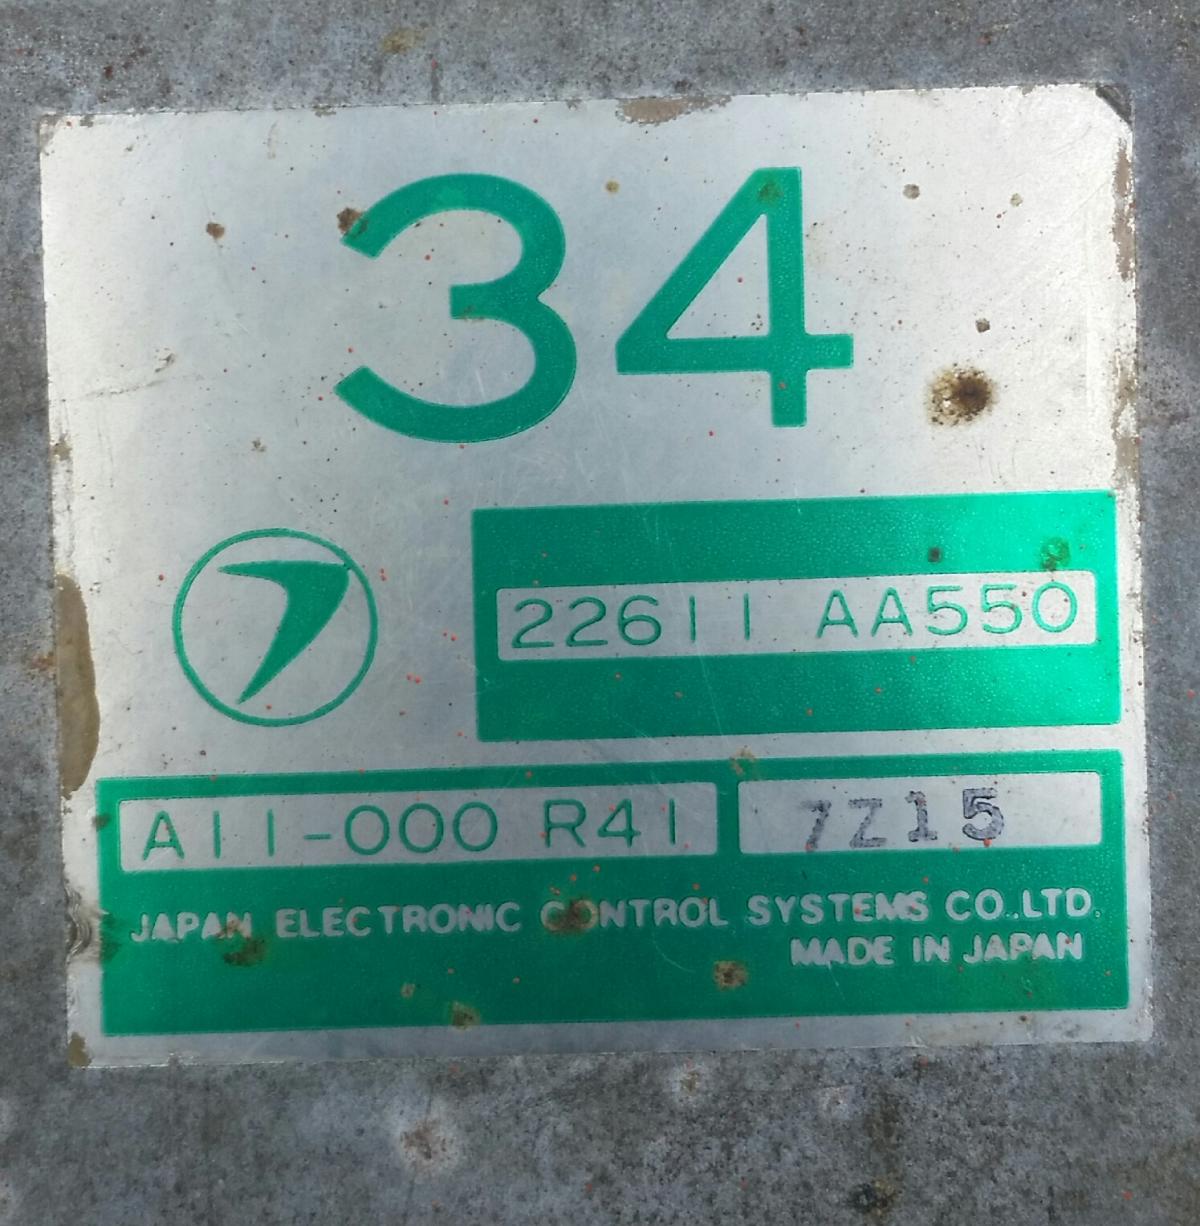 34
22611 AA550
A11-000 R41
7Z15
JAPAN ELECTRONIC CONTROL SYSTEMS CO.,LTD.
MADE IN JAPAN